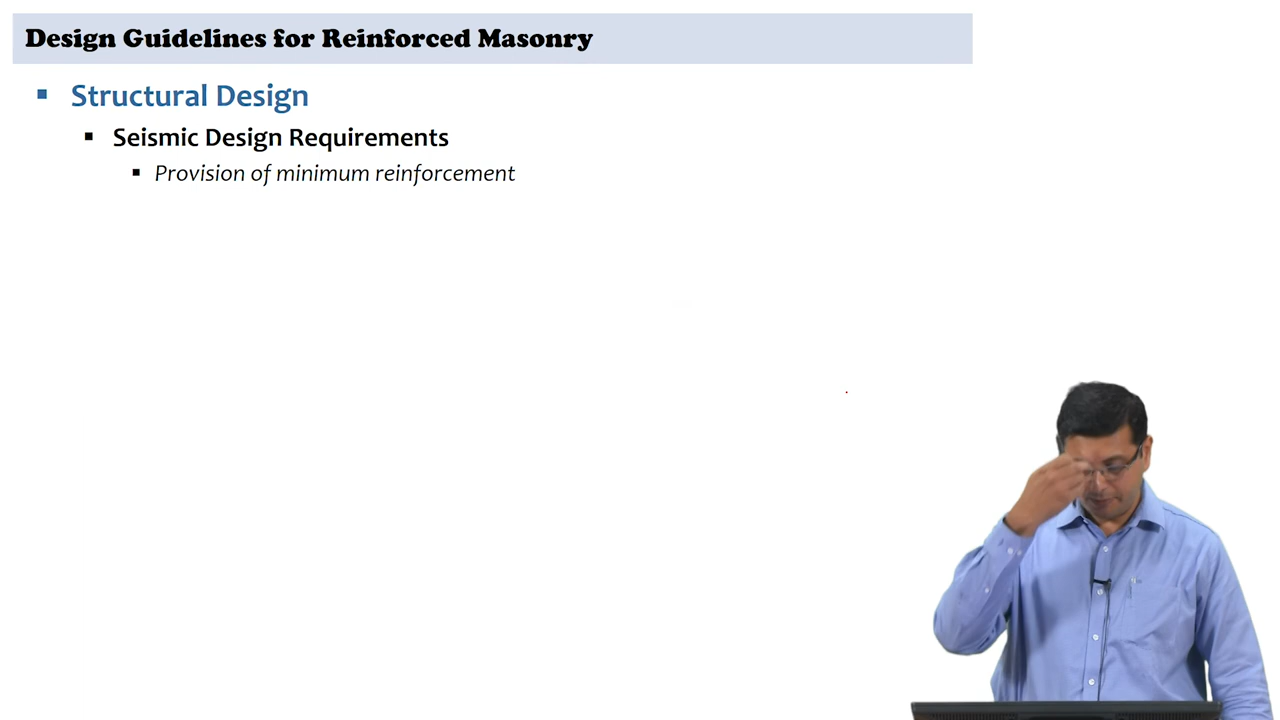 Design Guidelines for Reinforced Masonry
Structural Design
Seismic Design Requirements
Provision of minimum reinforcement